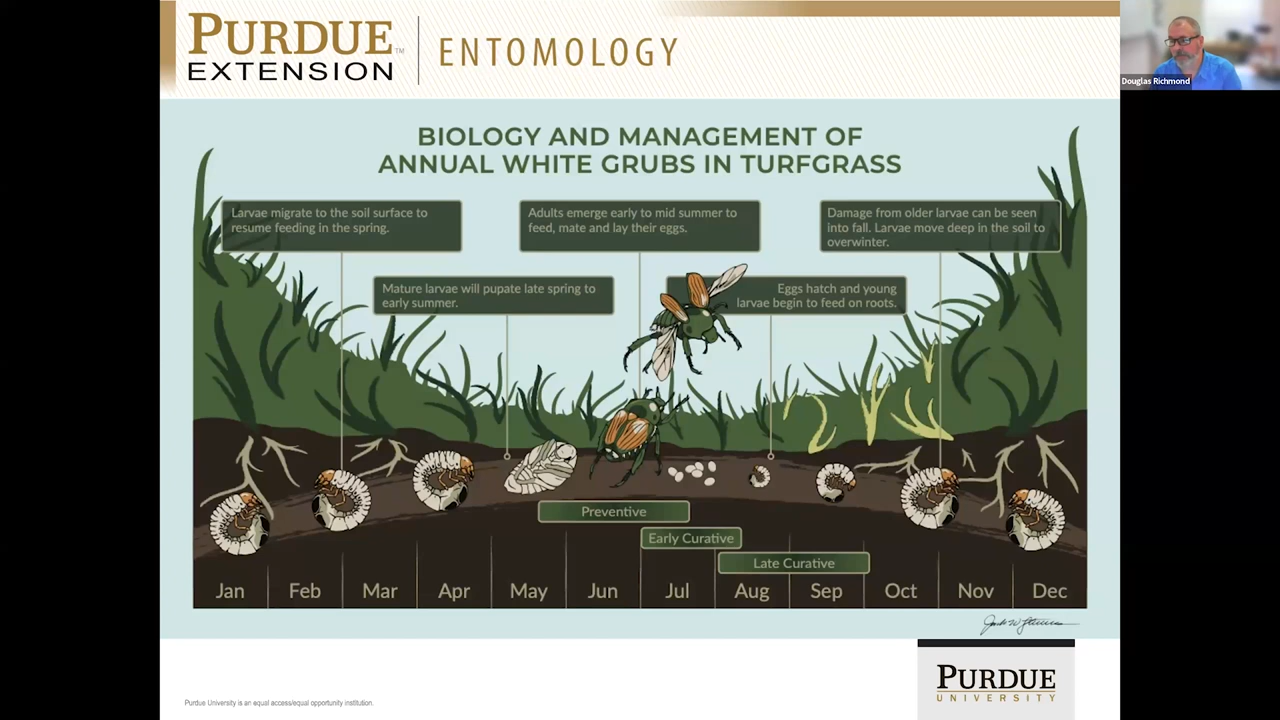 PURDUE™
EXTENSION
ENTOMOLOGY
Douglas Richmond
BIOLOGY AND MANAGEMENT OF
ANNUAL WHITE GRUBS IN TURFGRASS
Larvae migrate to the soil surface to
resume feeding in the spring.
Adults emerge early to mid summer to
feed, mate and lay their eggs.
Damage from older larvae can be seen
into fall. Larvae move deep in the soil to
overwinter.
Mature larvae will pupate late spring to
early summer.
Eggs hatch and young
larvae begin to feed on roots.
Preventive
Early Curative
Late Curative
Jan Feb Mar Apr May Jun Jul Aug Sep Oct Nov Dec
PURDUE
UNIVERSITY
Purdue University is an equal access/equal opportunity institution.